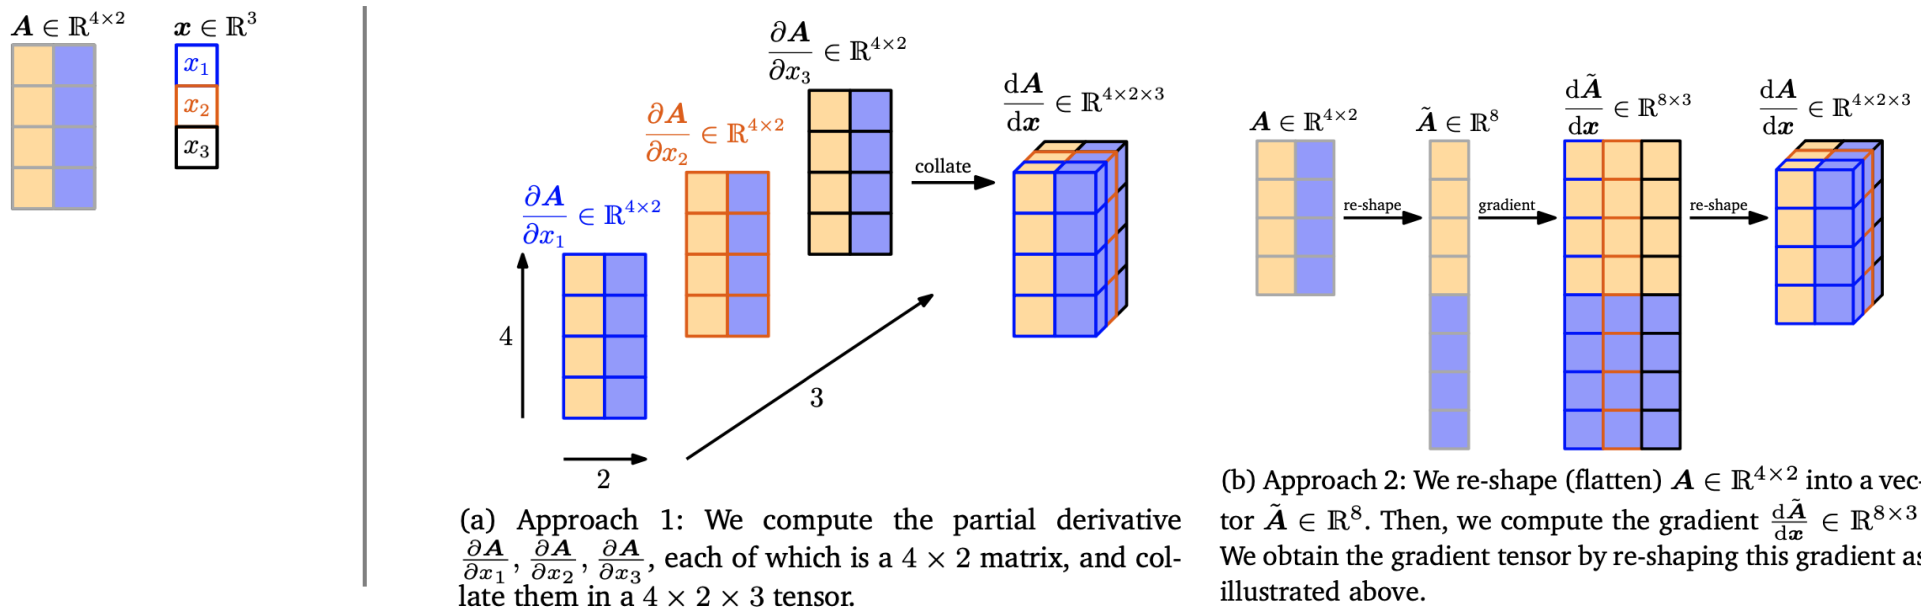 A ∈ ℝ^{4×2}
x ∈ ℝ^3
x_1
x_2
x_3
∂A/∂x_1 ∈ ℝ^{4×2}
∂A/∂x_2 ∈ ℝ^{4×2}
∂A/∂x_3 ∈ ℝ^{4×2}
dA/dx ∈ ℝ^{4×2×3}
collate
4
2
3
(a) Approach 1: We compute the partial derivative
∂A/∂x_1, ∂A/∂x_2, ∂A/∂x_3, each of which is a 4 × 2 matrix, and col-
late them in a 4 × 2 × 3 tensor.
A ∈ ℝ^{4×2}
Ã ∈ ℝ^8
dÃ/dx ∈ ℝ^{8×3}
dA/dx ∈ ℝ^{4×2×3}
re-shape
gradient
re-shape
(b) Approach 2: We re-shape (flatten) A ∈ ℝ^{4×2} into a vec-
tor Ã ∈ ℝ^8. Then, we compute the gradient dÃ/dx ∈ ℝ^{8×3}
We obtain the gradient tensor by re-shaping this gradient as
illustrated above.